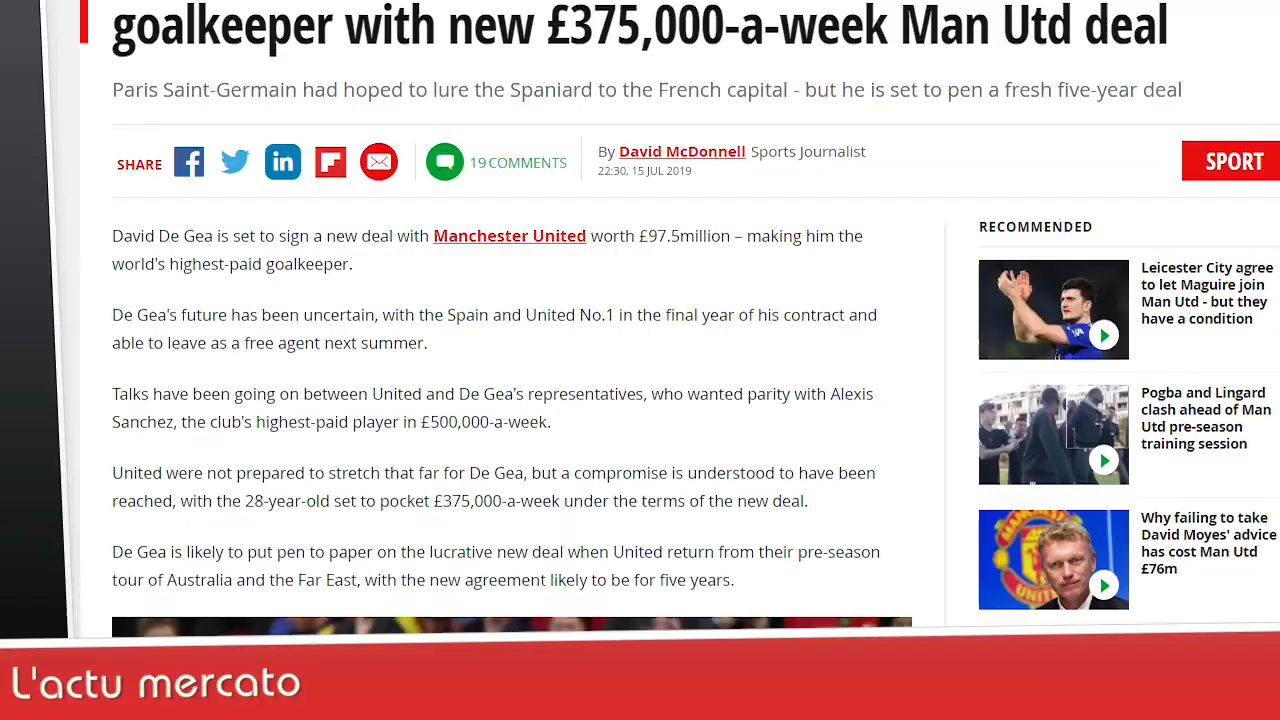 goalkeeper with new £375,000-a-week Man Utd deal
Paris Saint-Germain had hoped to lure the Spaniard to the French capital - but he is set to pen a fresh five-year deal
SHARE
in
19 COMMENTS
By David McDonnell Sports Journalist
22:30, 15 JUL 2019
SPORT
David De Gea is set to sign a new deal with Manchester United worth £97.5million – making him the
world's highest-paid goalkeeper.
De Gea's future has been uncertain, with the Spain and United No.1 in the final year of his contract and
able to leave as a free agent next summer.
Talks have been going on between United and De Gea's representatives, who wanted parity with Alexis
Sanchez, the club's highest-paid player in £500,000-a-week.
United were not prepared to stretch that far for De Gea, but a compromise is understood to have been
reached, with the 28-year-old set to pocket £375,000-a-week under the terms of the new deal.
De Gea is likely to put pen to paper on the lucrative new deal when United return from their pre-season
tour of Australia and the Far East, with the new agreement likely to be for five years.
RECOMMENDED
Leicester City agree
to let Maguire join
Man Utd - but they
have a condition
Pogba and Lingard
clash ahead of Man
Utd pre-season
training session
Why failing to take
David Moyes' advice
has cost Man Utd
£76m
L'actu mercato